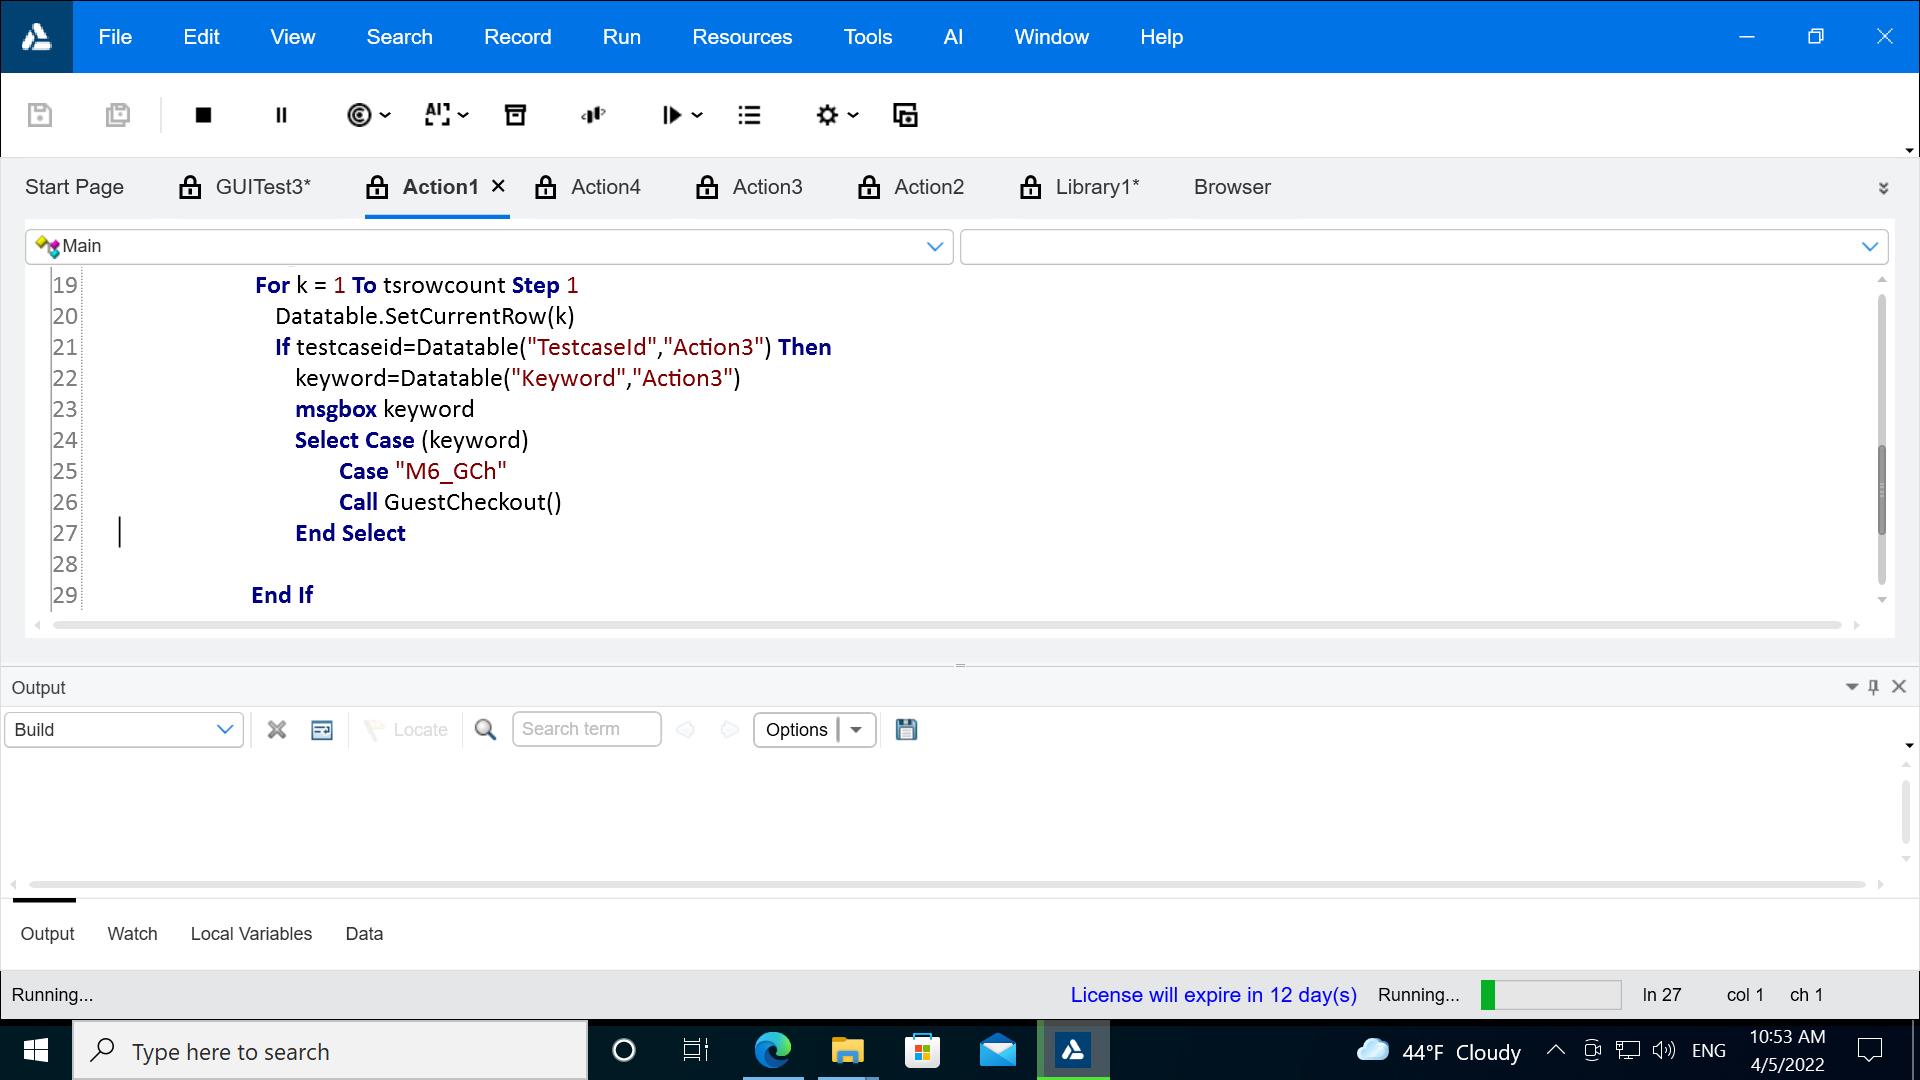 File Edit View Search Record Run Resources Tools AI Window Help
AI
Start Page GUITest3* Action1 Action4 Action3 Action2 Library1* Browser
Main
19 For k = 1 To tsrowcount Step 1
20 Datatable.SetCurrentRow(k)
21 If testcaseid=Datatable("TestcaseId","Action3") Then
22 keyword=Datatable("Keyword","Action3")
23 msgbox keyword
24 Select Case (keyword)
25 Case "M6_GCh"
26 Call GuestCheckout()
27 End Select
28
29 End If
Output
Build Locate Search term Options
Output Watch Local Variables Data
Running... License will expire in 12 day(s) Running... ln 27 col 1 ch 1
Type here to search 44°F Cloudy ENG 10:53 AM
4/5/2022